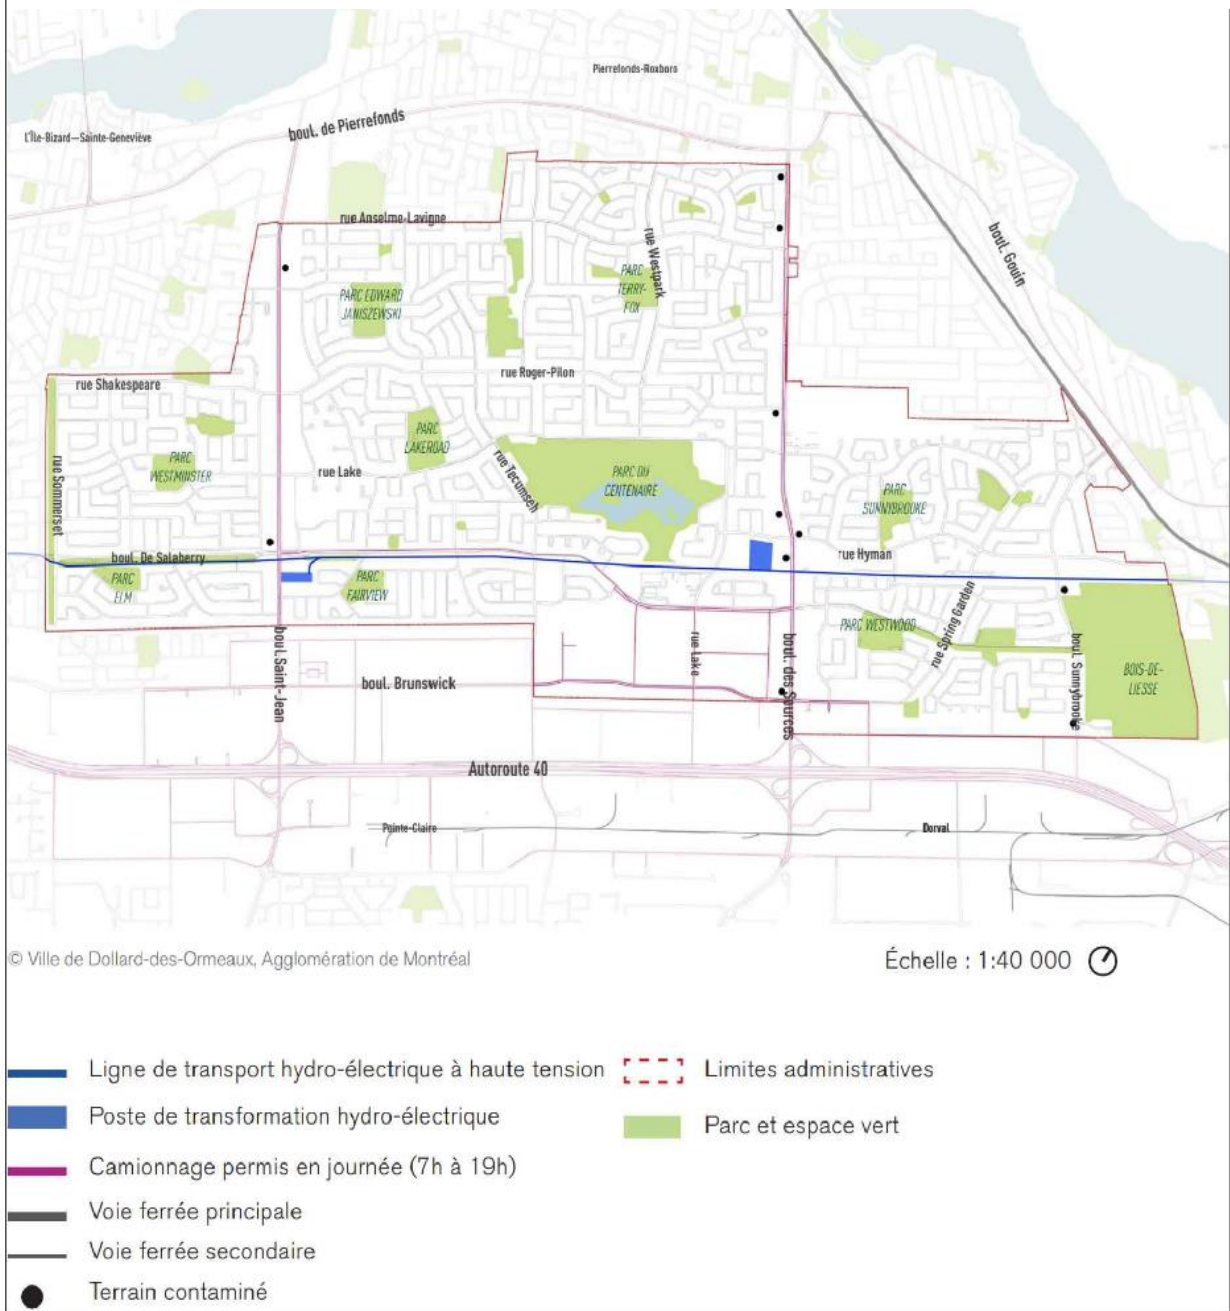 Pierrefonds-Roxboro
boul. de Pierrefonds
L'Île-Bizard—Sainte-Geneviève
rue Anselme-Lavigne
rue Westpark
boul. Gouin
PARC
TERRY-
FOX
PARC EDWARD
JANISZEWSKI
rue Roger-Pilon
rue Shakespeare
PARC
LAKEROAD
PARC
WESTMINSTER
rue Lake
rue Sommerset
rue Tecumseh
PARC DU
CENTENAIRE
PARC
SUNNYBROOKE
boul. De Salaberry
rue Hyman
PARC
ELM
PARC
FAIRVIEW
PARC WESTWOOD
rue Spring Garden
boul. Saint-Jean
rue Lake
boul. des Sources
boul. Sunnybrooke
BOIS-DE-
LIESSE
boul. Brunswick
Autoroute 40
Pointe-Claire
Dorval
© Ville de Dollard-des-Ormeaux, Agglomération de Montréal
Échelle : 1:40 000
Ligne de transport hydro-électrique à haute tension
Limites administratives
Poste de transformation hydro-électrique
Parc et espace vert
Camionnage permis en journée (7h à 19h)
Voie ferrée principale
Voie ferrée secondaire
Terrain contaminé